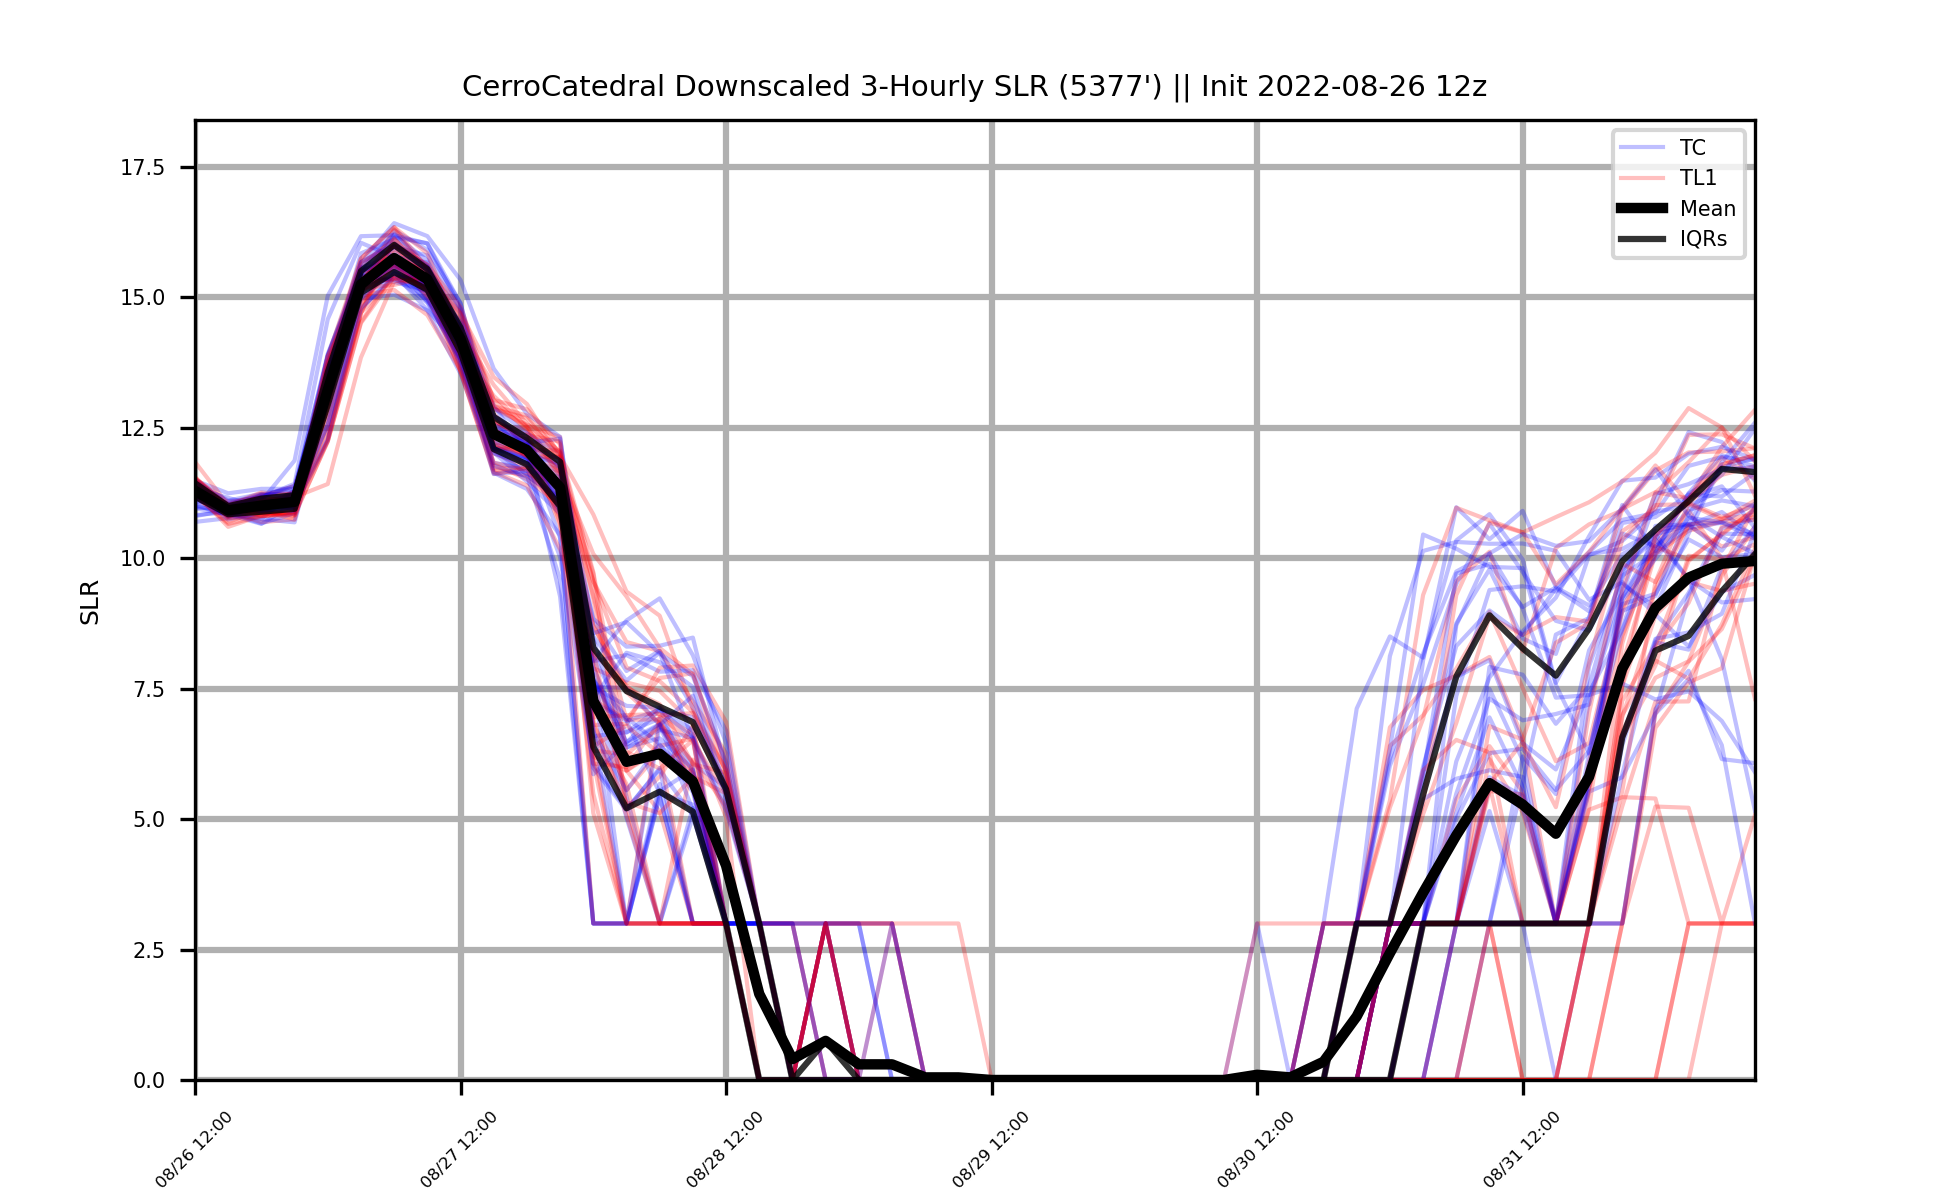 CerroCatedral Downscaled 3-Hourly SLR (5377') || Init 2022-08-26 12z
TC
TL1
Mean
IQRs
SLR
17.5
15.0
12.5
10.0
7.5
5.0
2.5
0.0
08/26 12:00
08/27 12:00
08/28 12:00
08/29 12:00
08/30 12:00
08/31 12:00